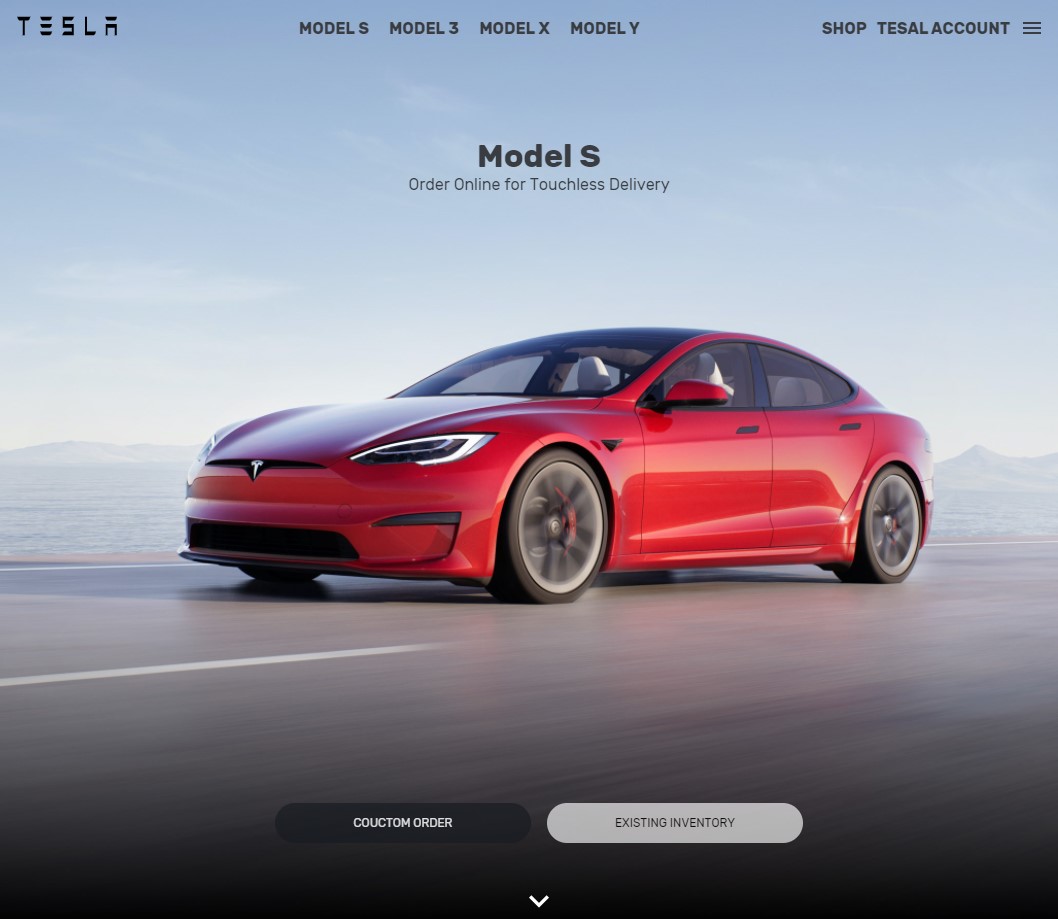 TESLA MODEL S MODEL 3 MODEL X MODEL Y SHOP TESAL ACCOUNT
Model S
Order Online for Touchless Delivery
COUCTOM ORDER EXISTING INVENTORY